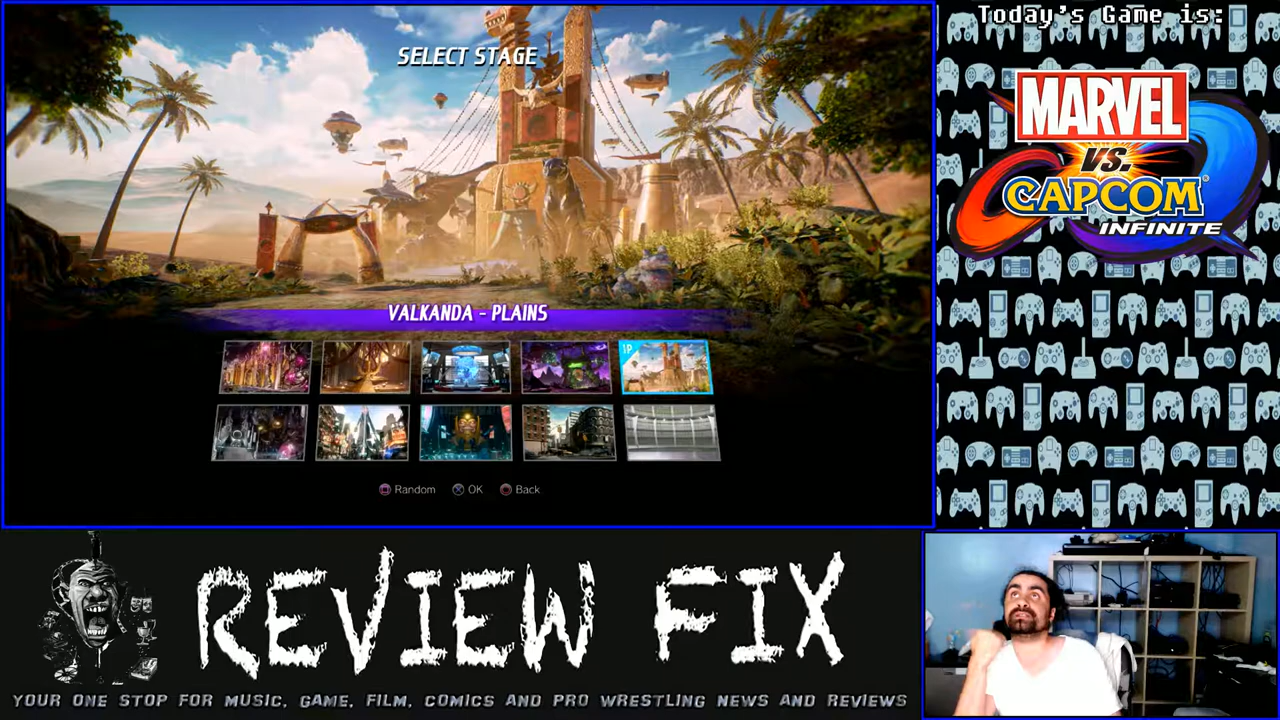 Today's Game is:
SELECT STAGE
MARVEL
VS.
CAPCOM
INFINITE
VALKANDA - PLAINS
1P
Random OK Back
REVIEW FIX
YOUR ONE STOP FOR MUSIC, GAME, FILM, COMICS AND PRO WRESTLING NEWS AND REVIEWS